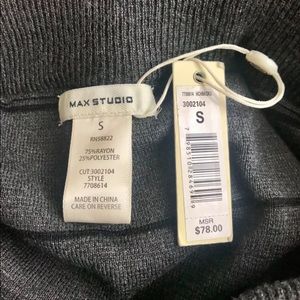 MAX STUDIO
S
RN58822
75%RAYON
25%POLYESTER
CUT:3002104
STYLE
7708614
MADE IN CHINA
CARE ON REVERSE
3002104
S
MSR
$78.00